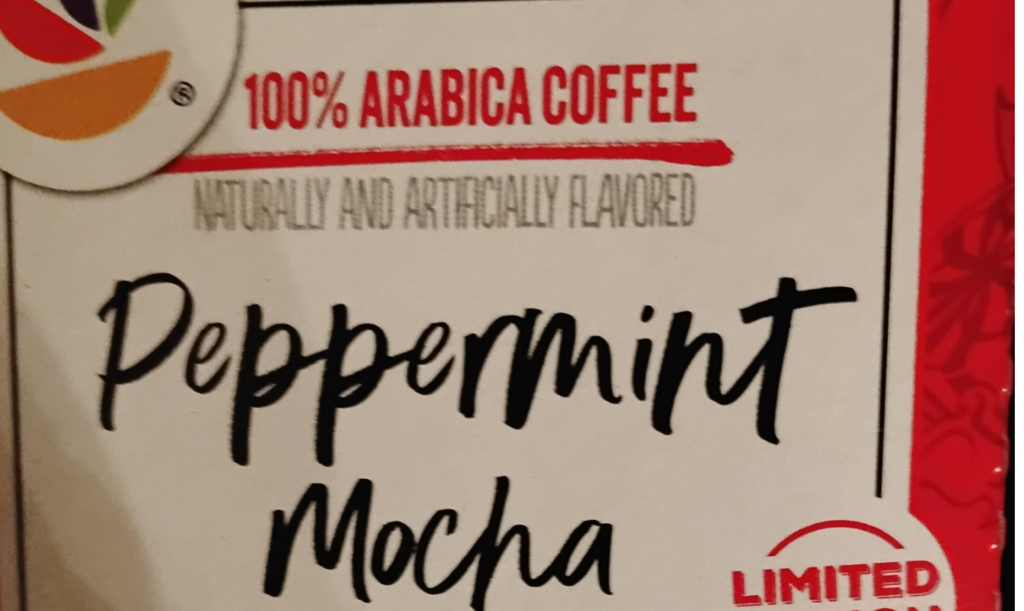 ®
100% ARABICA COFFEE
NATURALLY AND ARTIFICIALLY FLAVORED
Peppermint
Mocha
LIMITED